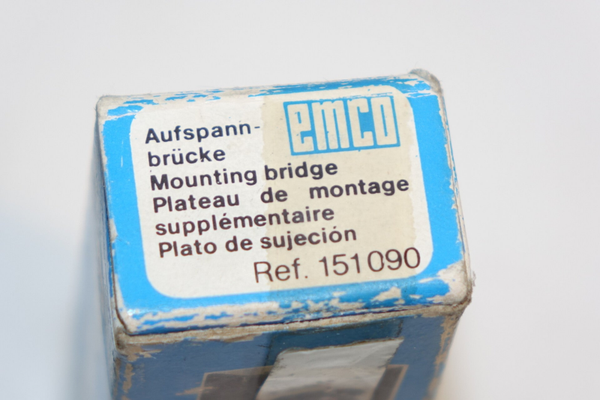 emco
Aufspann-
brücke
Mounting bridge
Plateau de montage
supplémentaire
Plato de sujeción
Ref. 151090